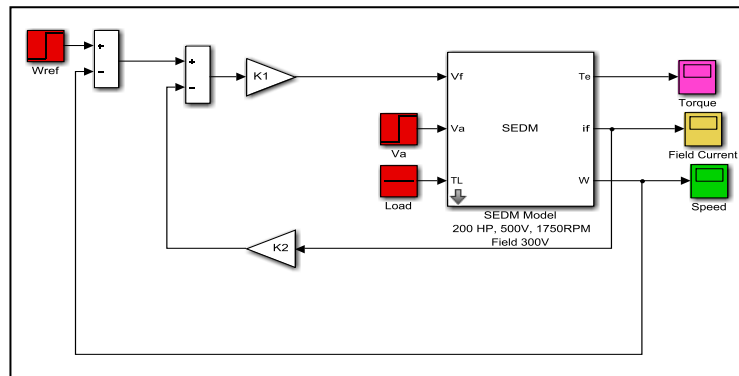 +
−
Wref
+
−
K1
Vf
Te
Torque
Va
Va
SEDM
if
Field Current
TL
Load
W
Speed
SEDM Model
200 HP, 500V, 1750RPM
Field 300V
K2